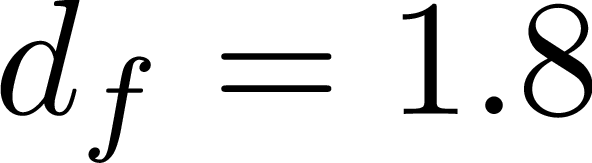 d_f = 1.8